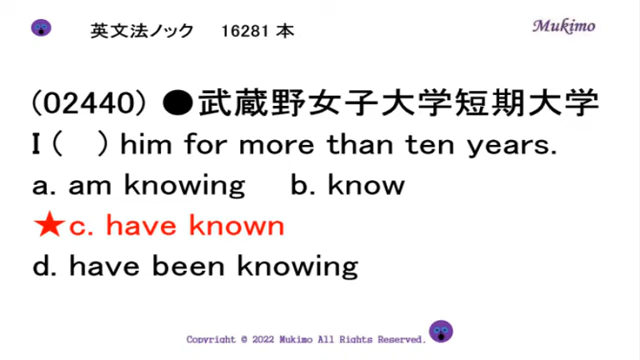 英文法ノック 16281 本 Mukimo
(02440) ●武蔵野女子大学短期大学
I ( ) him for more than ten years.
a. am knowing b. know
★c. have known
d. have been knowing
Copyright @ 2022 Mukimo All Rights Reserved.